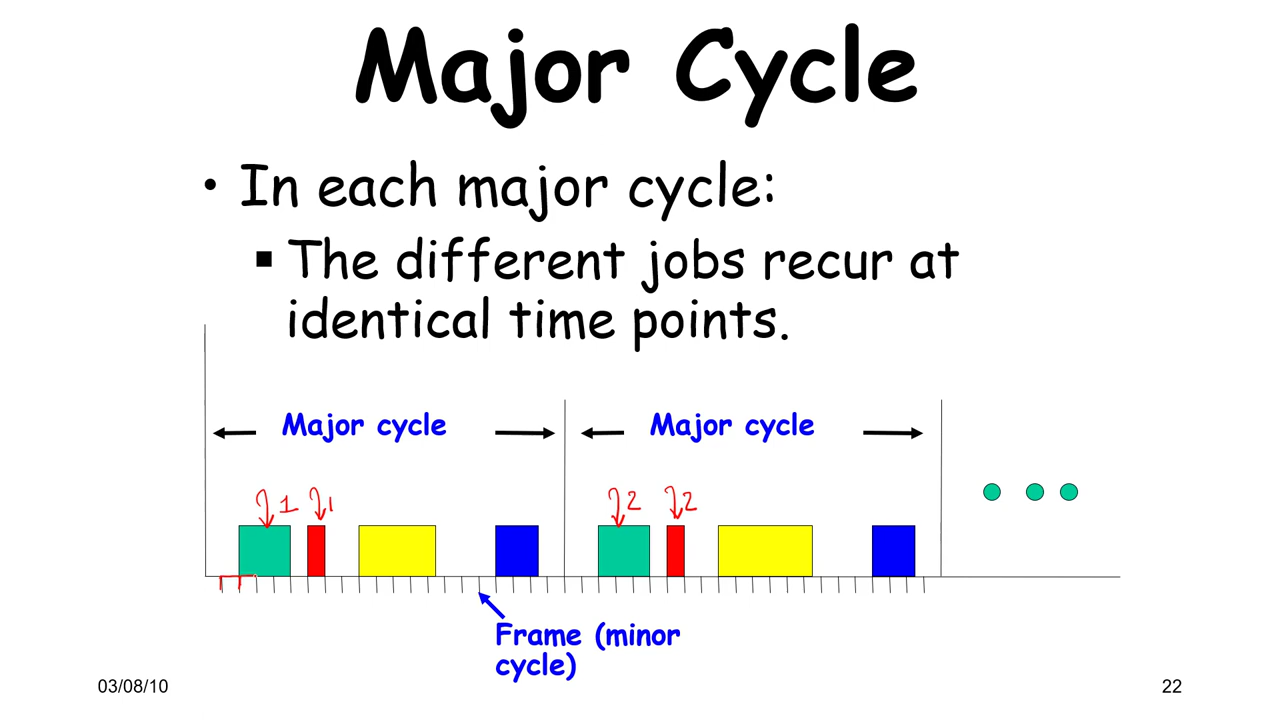 Major Cycle
• In each major cycle:
▪ The different jobs recur at
identical time points.
Major cycle
Major cycle
1
1
2
2
Frame (minor
cycle)
03/08/10
22